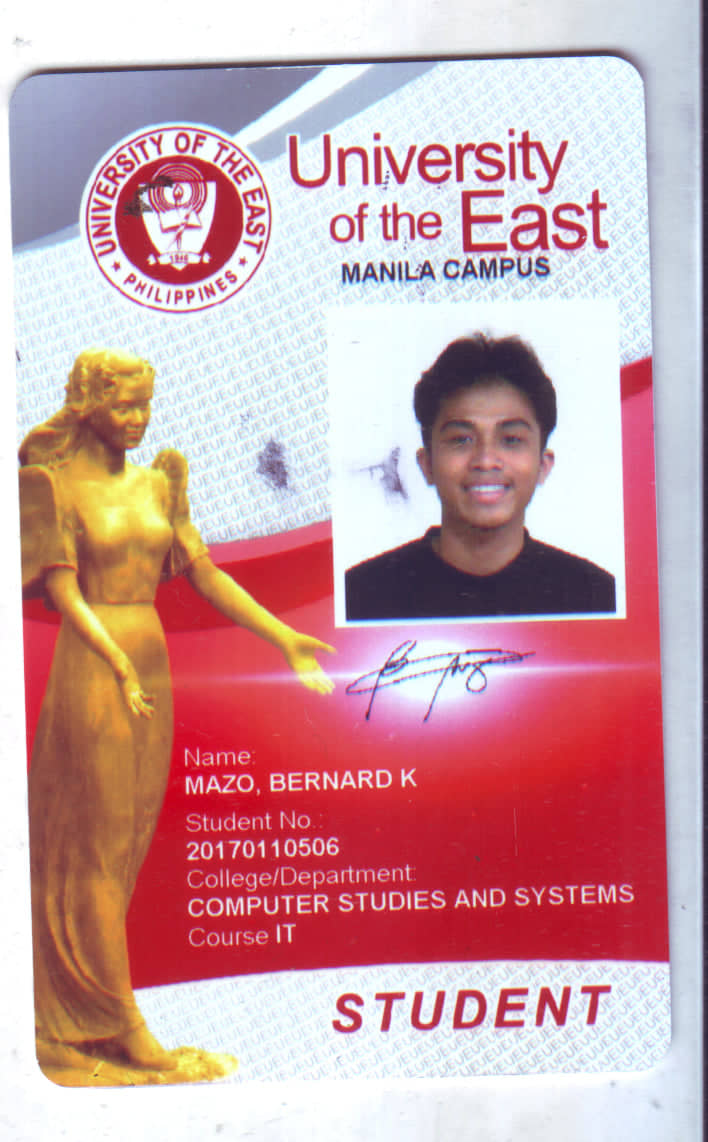 UNIVERSITY OF THE EAST
PHILIPPINES
1946
University
of the East
MANILA CAMPUS
Name:
MAZO, BERNARD K
Student No.:
20170110506
College/Department:
COMPUTER STUDIES AND SYSTEMS
Course IT
STUDENT